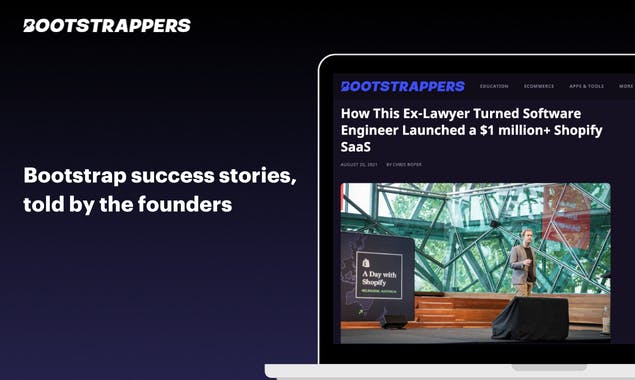 BOOTSTRAPPERS
Bootstrap success stories,
told by the founders
BOOTSTRAPPERS
EDUCATION ECOMMERCE APPS & TOOLS MORE
How This Ex-Lawyer Turned Software
Engineer Launched a $1 million+ Shopify
SaaS
AUGUST 20, 2021 BY CHRIS ROPER
A Day with
Shopify
MELBOURNE, AUSTRALIA